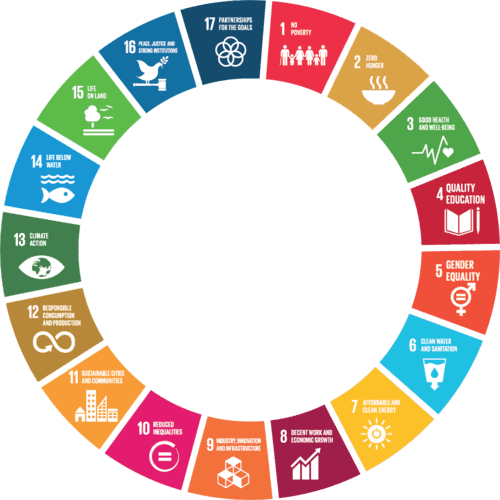 1 NO
POVERTY
2 ZERO
HUNGER
3 GOOD HEALTH
AND WELL-BEING
4 QUALITY
EDUCATION
5 GENDER
EQUALITY
6 CLEAN WATER
AND SANITATION
7 AFFORDABLE AND
CLEAN ENERGY
8 DECENT WORK AND
ECONOMIC GROWTH
9 INDUSTRY, INNOVATION
AND INFRASTRUCTURE
10 REDUCED
INEQUALITIES
11 SUSTAINABLE CITIES
AND COMMUNITIES
12 RESPONSIBLE
CONSUMPTION
AND PRODUCTION
13 CLIMATE
ACTION
14 LIFE BELOW
WATER
15 LIFE
ON LAND
16 PEACE, JUSTICE AND
STRONG INSTITUTIONS
17 PARTNERSHIPS
FOR THE GOALS